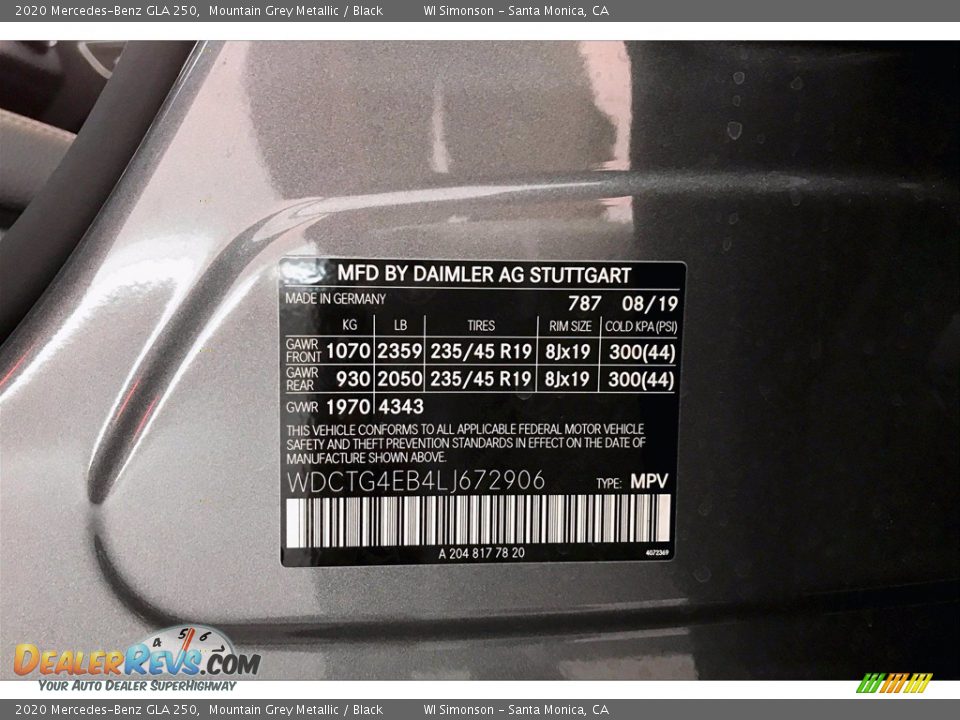 2020 Mercedes-Benz GLA 250, Mountain Grey Metallic / Black WI Simonson - Santa Monica, CA
MFD BY DAIMLER AG STUTTGART
MADE IN GERMANY 787 08/19
KG LB TIRES RIM SIZE COLD KPA (PSI)
GAWR FRONT 1070 2359 235/45 R19 8Jx19 300(44)
GAWR REAR 930 2050 235/45 R19 8Jx19 300(44)
GVWR 1970 4343
THIS VEHICLE CONFORMS TO ALL APPLICABLE FEDERAL MOTOR VEHICLE
SAFETY AND THEFT PREVENTION STANDARDS IN EFFECT ON THE DATE OF
MANUFACTURE SHOWN ABOVE.
WDCTG4EB4LJ672906 TYPE: MPV
A 204 817 78 20 4072369
4 5 6
DEALERREVS.COM
YOUR AUTO DEALER SUPERHIGHWAY
2020 Mercedes-Benz GLA 250, Mountain Grey Metallic / Black WI Simonson - Santa Monica, CA